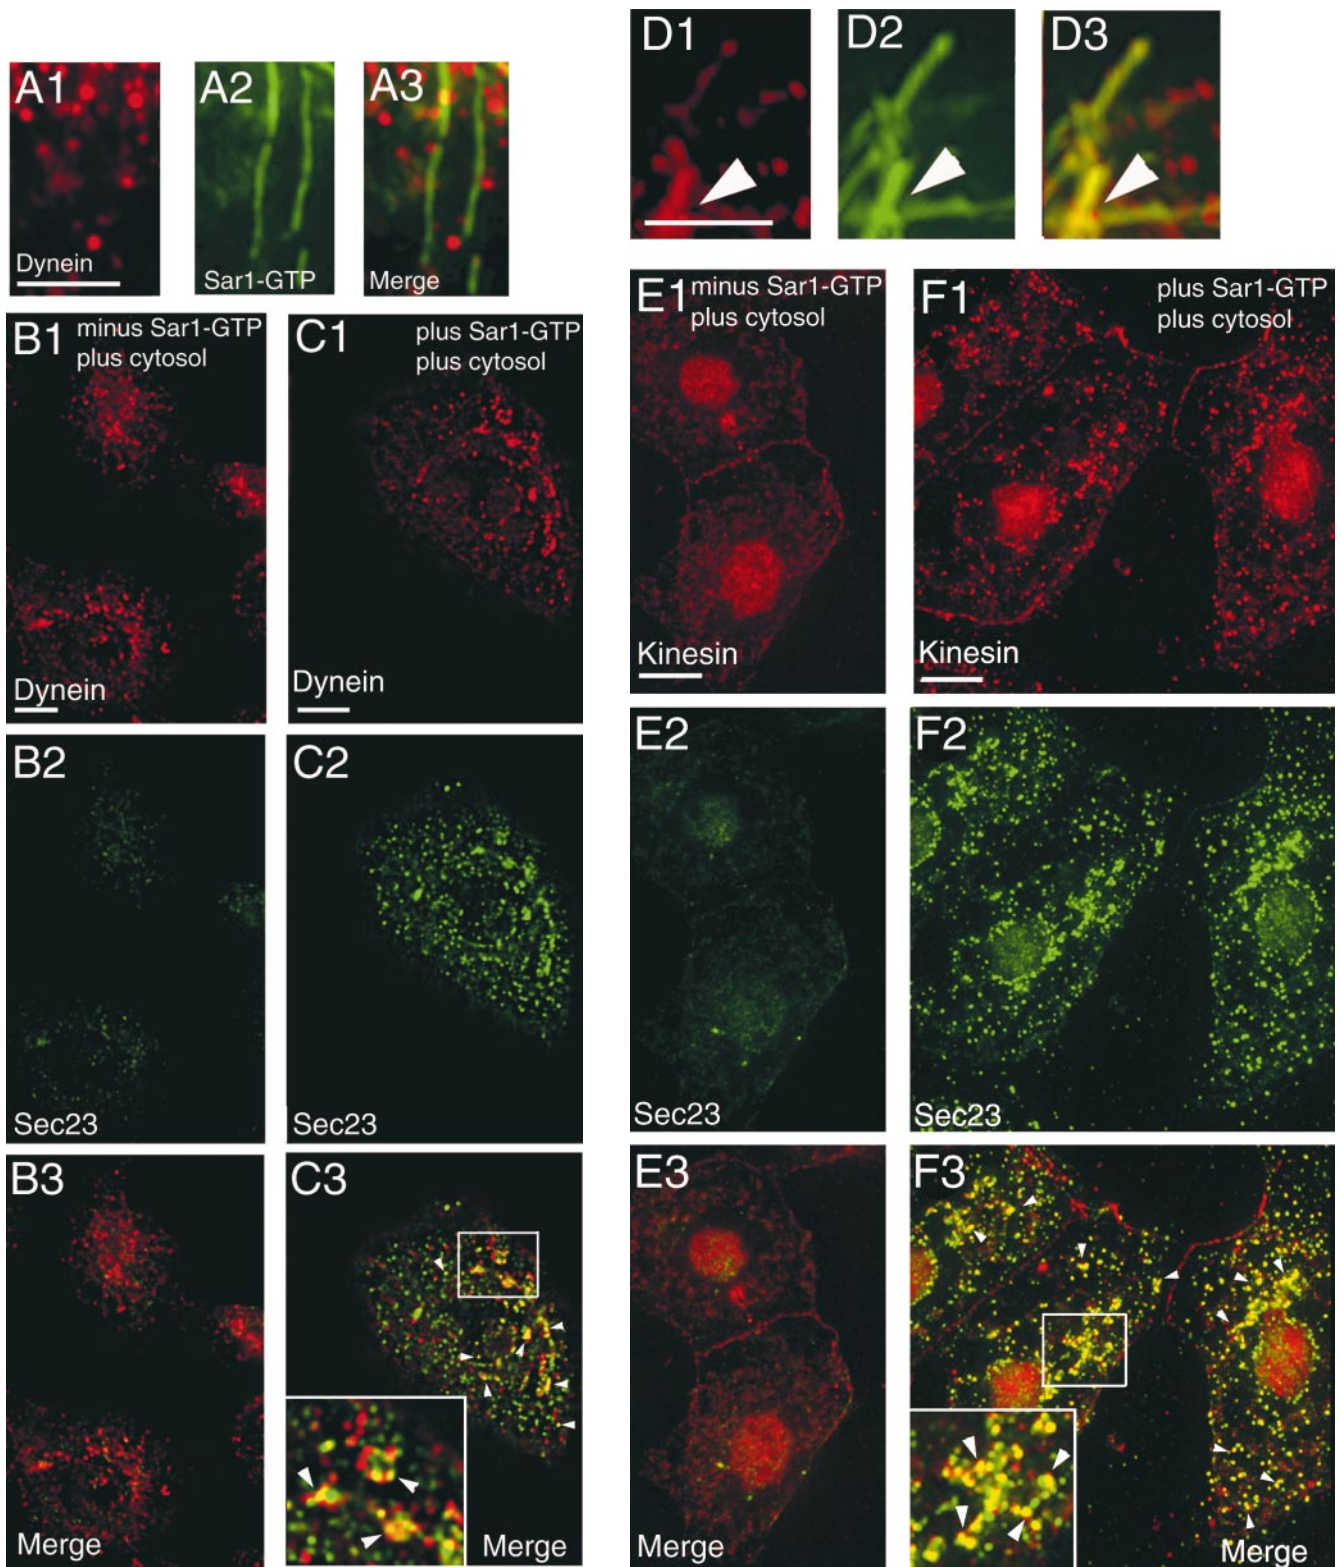 A1
A2
A3
Dynein
Sar1-GTP
Merge
B1
minus Sar1-GTP
plus cytosol
C1
plus Sar1-GTP
plus cytosol
Dynein
Dynein
B2
C2
Sec23
Sec23
B3
C3
Merge
Merge
D1
D2
D3
E1
minus Sar1-GTP
plus cytosol
F1
plus Sar1-GTP
plus cytosol
Kinesin
Kinesin
E2
F2
Sec23
Sec23
E3
F3
Merge
Merge